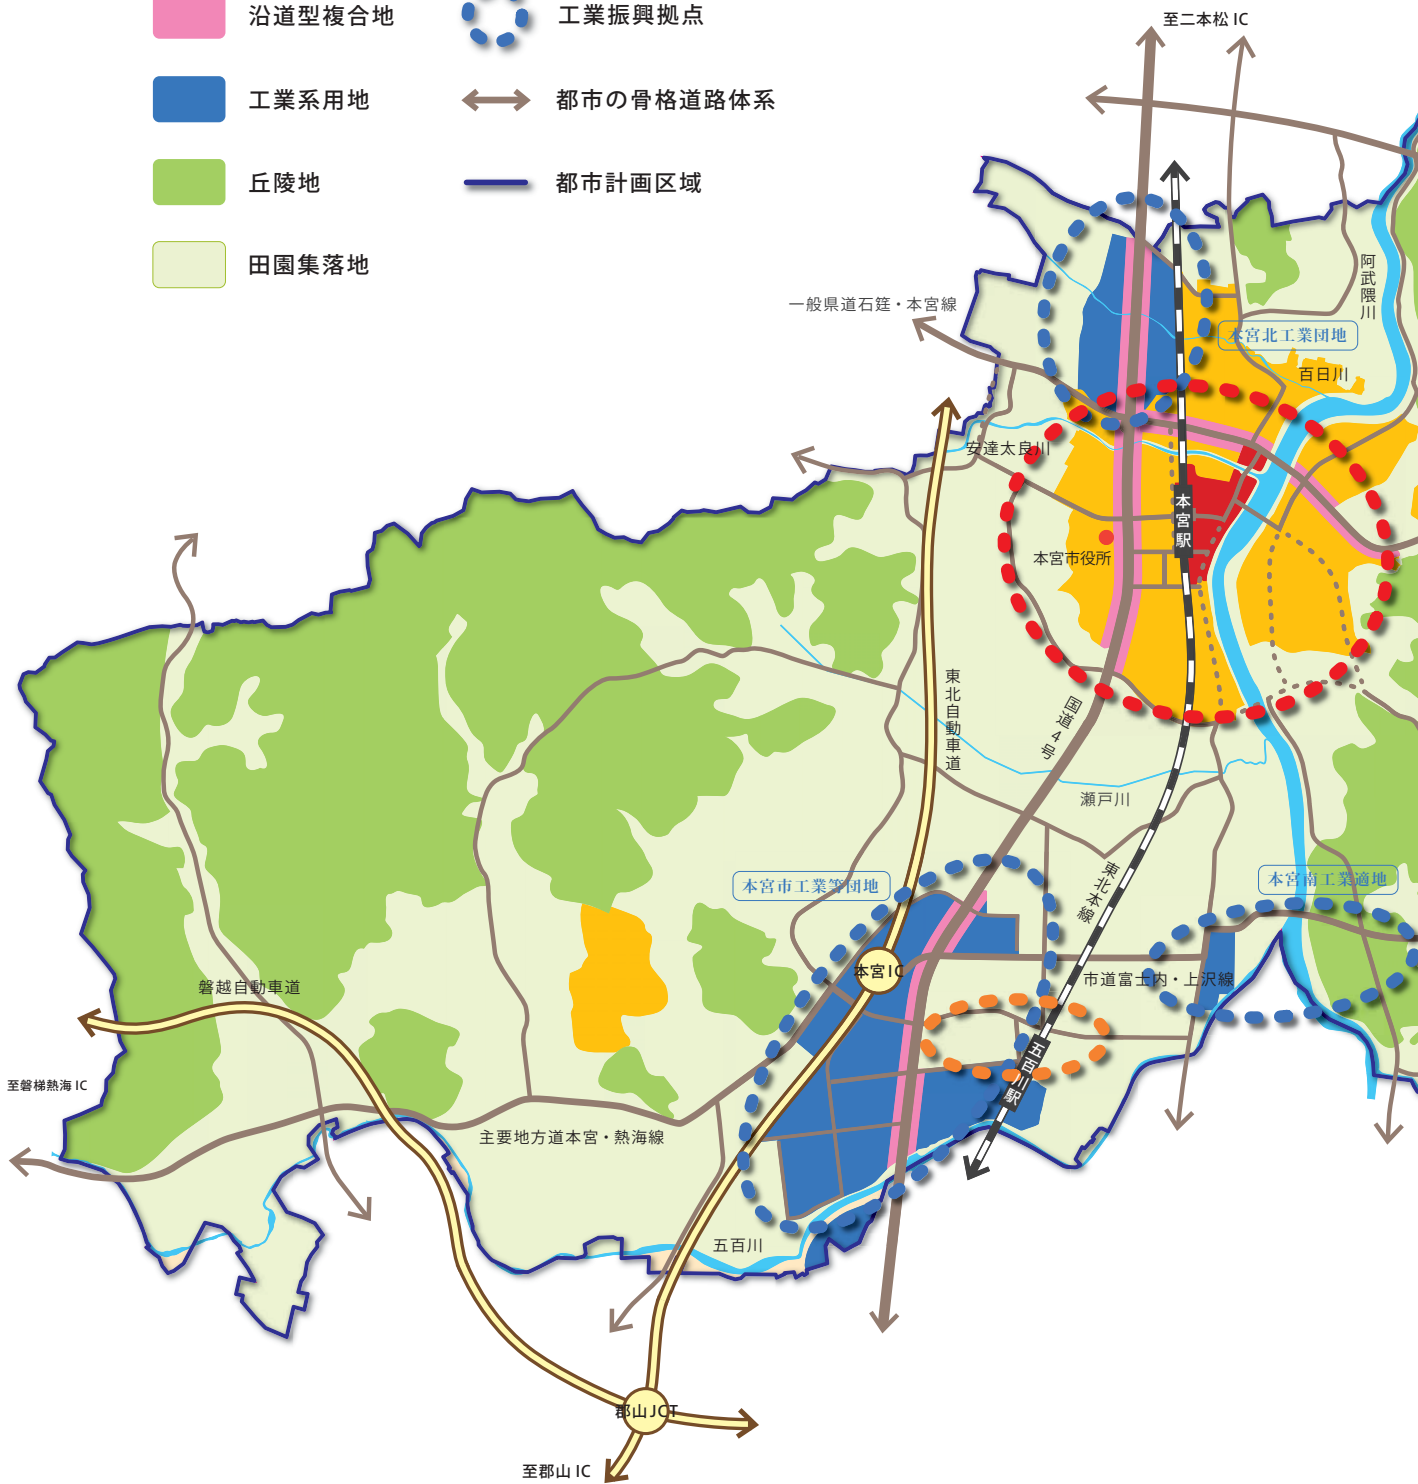 沿道型複合地
工業振興拠点
至二本松 IC
工業系用地
都市の骨格道路体系
丘陵地
都市計画区域
田園集落地
阿武隈川
一般県道石筵・本宮線
本宮北工業団地
百日川
安達太良川
本宮駅
本宮市役所
東北自動車道
国道4号
瀬戸川
本宮市工業等団地
東北本線
本宮南工業適地
本宮 IC
市道富士内・上沢線
磐越自動車道
五百川駅
至磐梯熱海 IC
主要地方道本宮・熱海線
五百川
郡山 JCT
至郡山 IC